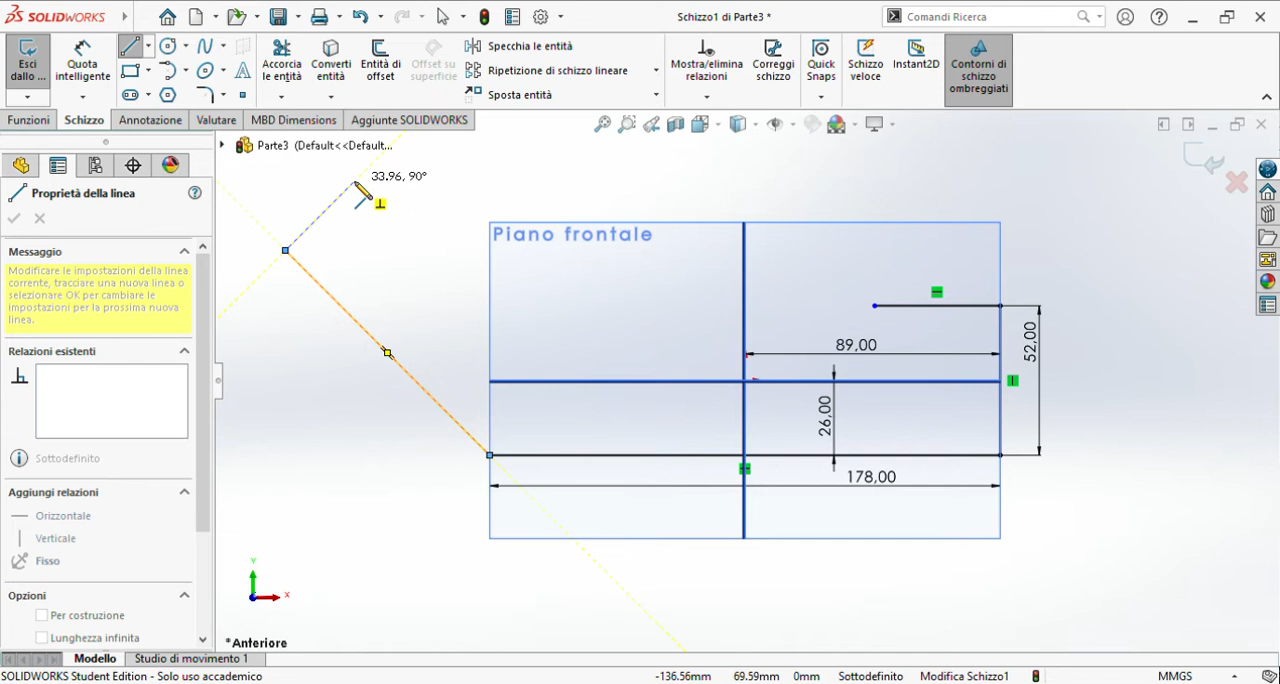 SOLIDWORKS
Schizzo1 di Parte3 *
Comandi Ricerca
Esci
dallo ...
Quota
intelligente
Accorcia
le entità
Converti
entità
Entità di
offset
Offset su
superficie
Specchia le entità
Ripetizione di schizzo lineare
Sposta entità
Mostra/elimina
relazioni
Correggi
schizzo
Quick
Snaps
Schizzo
veloce
Instant2D
Contorni di
schizzo
ombreggiati
Funzioni
Schizzo
Annotazione
Valutare
MBD Dimensions
Aggiunte SOLIDWORKS
Parte3 (Default<<Default...
Proprietà della linea
Messaggio
Modificare le impostazioni della linea
corrente, tracciare una nuova linea o
selezionare OK per cambiare le
impostazioni per la prossima nuova
linea.
Relazioni esistenti
Sottodefinito
Aggiungi relazioni
Orizzontale
Verticale
Fisso
Opzioni
Per costruzione
Lunghezza infinita
33.96, 90°
Piano frontale
89,00
52,00
26,00
178,00
Y
X
*Anteriore
Modello
Studio di movimento 1
SOLIDWORKS Student Edition - Solo uso accademico
-136.56mm
69.59mm
0mm
Sottodefinito
Modifica Schizzo1
MMGS